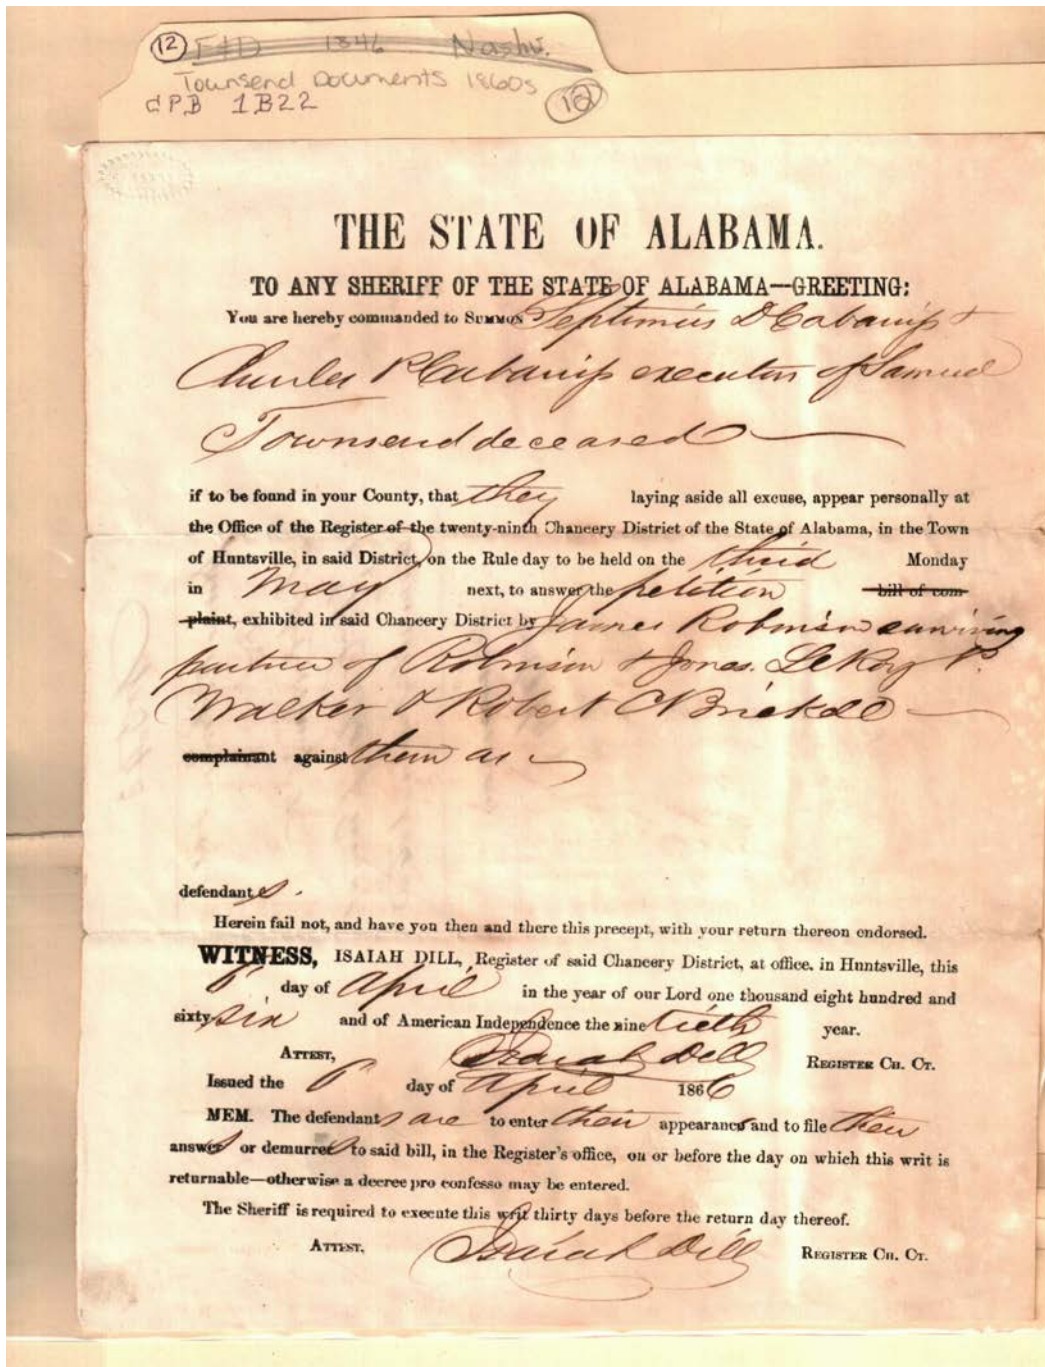 12 F+D 1846 Nashv.
Townsend Documents 1860s
CPB 1B22
12
THE STATE OF ALABAMA.
TO ANY SHERIFF OF THE STATE OF ALABAMA—GREETING:
You are hereby commanded to SUMMON Septimus D Cabaniss +
Charles P Cabaniss executors of Samuel
Townsend deceased
if to be found in your County, that they laying aside all excuse, appear personally at
the Office of the Register of the twenty-ninth Chancery District of the State of Alabama, in the Town
of Huntsville, in said District, on the Rule day to be held on the third Monday
in May next, to answer the petition bill of com-
plaint, exhibited in said Chancery District by James Robinson surviving
partner of Robinson & Jones. LeRoy P.
Walker & Robert C Brickell
complainant against them as
defendants.
Herein fail not, and have you then and there this precept, with your return thereon endorsed.
WITNESS, ISAIAH DILL, Register of said Chancery District, at office, in Huntsville, this
6 day of April in the year of our Lord one thousand eight hundred and
sixty six and of American Independence the ninetieth year.
ATTEST, Isaiah Dill REGISTER CH. CT.
Issued the 6 day of April 1866
MEM. The defendants are to enter their appearance and to file their
answer or demurrer to said bill, in the Register's office, on or before the day on which this writ is
returnable—otherwise a decree pro confesso may be entered.
The Sheriff is required to execute this writ thirty days before the return day thereof.
ATTEST, Isaiah Dill REGISTER CH. CT.